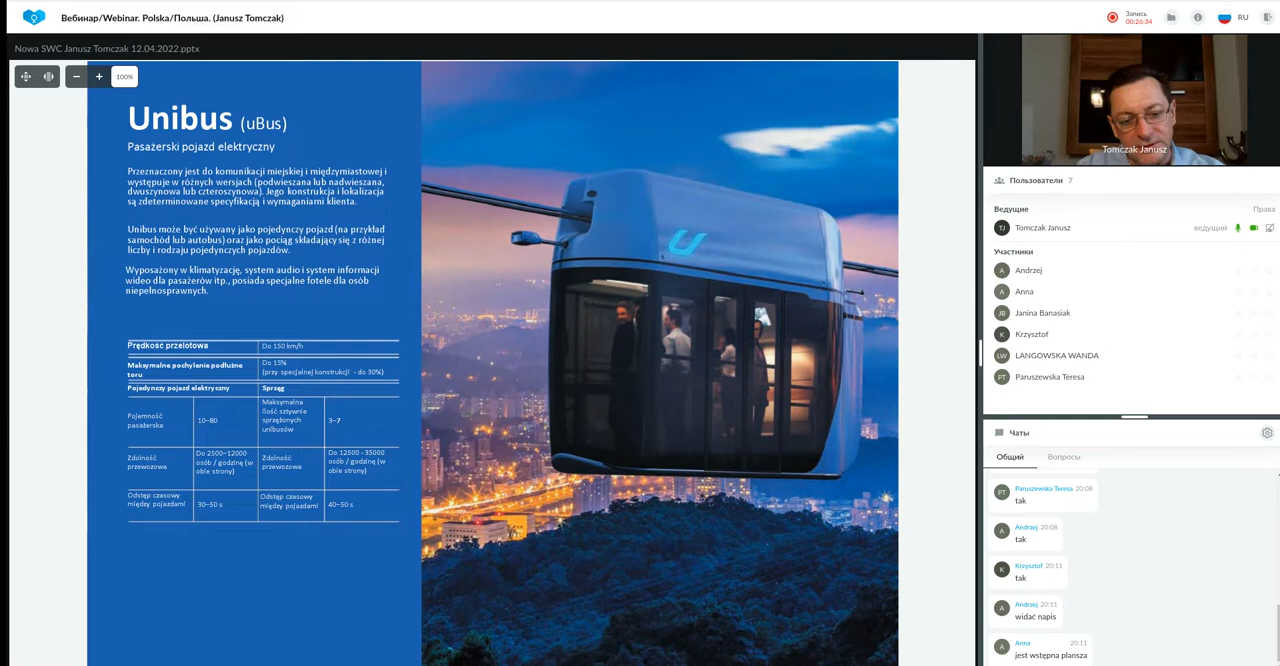 Вебинар/Webinar. Polska/Польша. (Janusz Tomczak)
Запись
00:26:34
RU
Nowa SWC Janusz Tomczak 12.04.2022.pptx
100%
Unibus (uBus)
Pasażerski pojazd elektryczny
Przeznaczony jest do komunikacji miejskiej i międzymiastowej i
występuje w różnych wersjach (podwieszana lub nadwieszana,
dwuszynowa lub czteroszynowa). Jego konstrukcja i lokalizacja
są zdeterminowane specyfikacją i wymaganiami klienta.
Unibus może być używany jako pojedynczy pojazd (na przykład
samochód lub autobus) oraz jako pociąg składający się z różnej
liczby i rodzaju pojedynczych pojazdów.
Wyposażony w klimatyzację, system audio i system informacji
wideo dla pasażerów itp., posiada specjalne fotele dla osób
niepełnosprawnych.
Prędkość przelotowa
Do 150 km/h
Maksymalne pochylenie podłużne
toru
Do 15%
(przy specjalnej konstrukcji - do 30%)
Pojedynczy pojazd elektryczny
Sprzęg
Pojemność
pasażerska
10–80
Maksymalna
ilość sztywnie
sprzężonych
unibusów
3–7
Zdolność
przewozowa
Do 2500–12000
osób / godzinę (w
obie strony)
Zdolność
przewozowa
Do 12500 -35000
osób / godzinę (w
obie strony)
Odstęp czasowy
między pojazdami
30–50 s
Odstęp czasowy
między pojazdami
40–50 s
Tomczak Janusz
Пользователи 7
Ведущие
Права
TJ
Tomczak Janusz
ведущий
Участники
A
Andrzej
A
Anna
JB
Janina Banasiak
K
Krzysztof
LW
LANGOWSKA WANDA
PT
Paruszewska Teresa
Чаты
Общий
Вопросы
PT
Paruszewska Teresa 20:08
tak
A
Andrzej 20:08
tak
K
Krzysztof 20:11
tak
A
Andrzej 20:11
widać napis
A
Anna 20:11
jest wstępna plansza